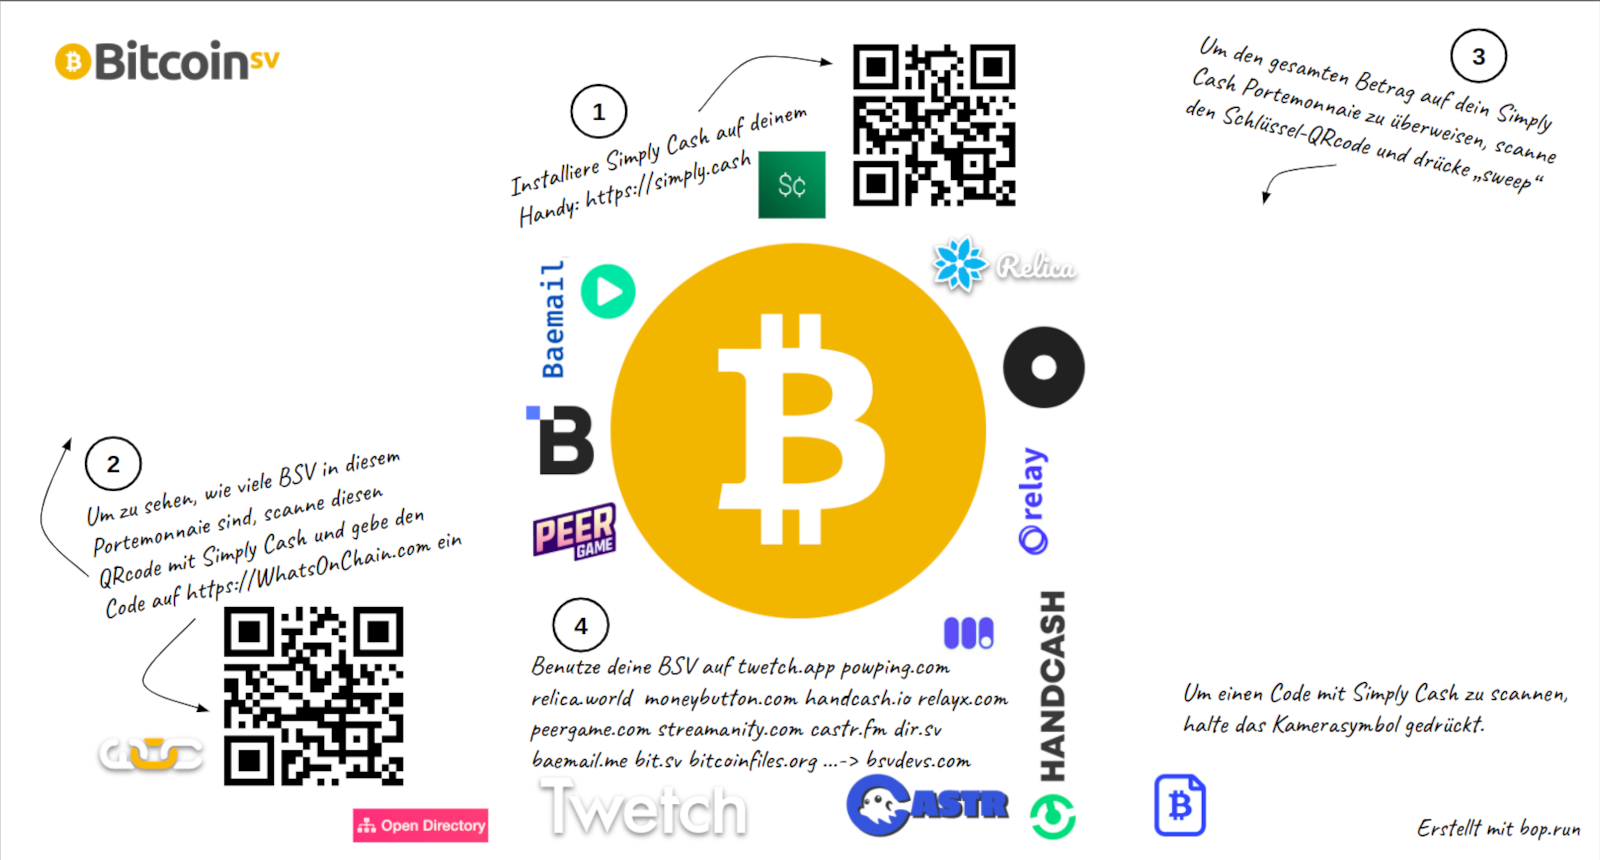 Bitcoin SV
1
Installiere Simply Cash auf deinem
Handy: https://simply.cash
$¢
3
Um den gesamten Betrag auf dein Simply
Cash Portemonnaie zu überweisen, scanne
den Schlüssel-QRcode und drücke „sweep“
Baemail
Relica
B
PEER
GAME
relay
HANDCASH
2
Um zu sehen, wie viele BSV in diesem
Portemonnaie sind, scanne diesen
QRcode mit Simply Cash und gebe den
Code auf https://WhatsOnChain.com ein
4
Benutze deine BSV auf twetch.app powping.com
relica.world moneybutton.com handcash.io relayx.com
peergame.com streamanity.com castr.fm dir.sv
baemail.me bit.sv bitcoinfiles.org ...-> bsvdevs.com
Um einen Code mit Simply Cash zu scannen,
halte das Kamerasymbol gedrückt.
Open Directory
Twetch
CASTR
Erstellt mit bop.run